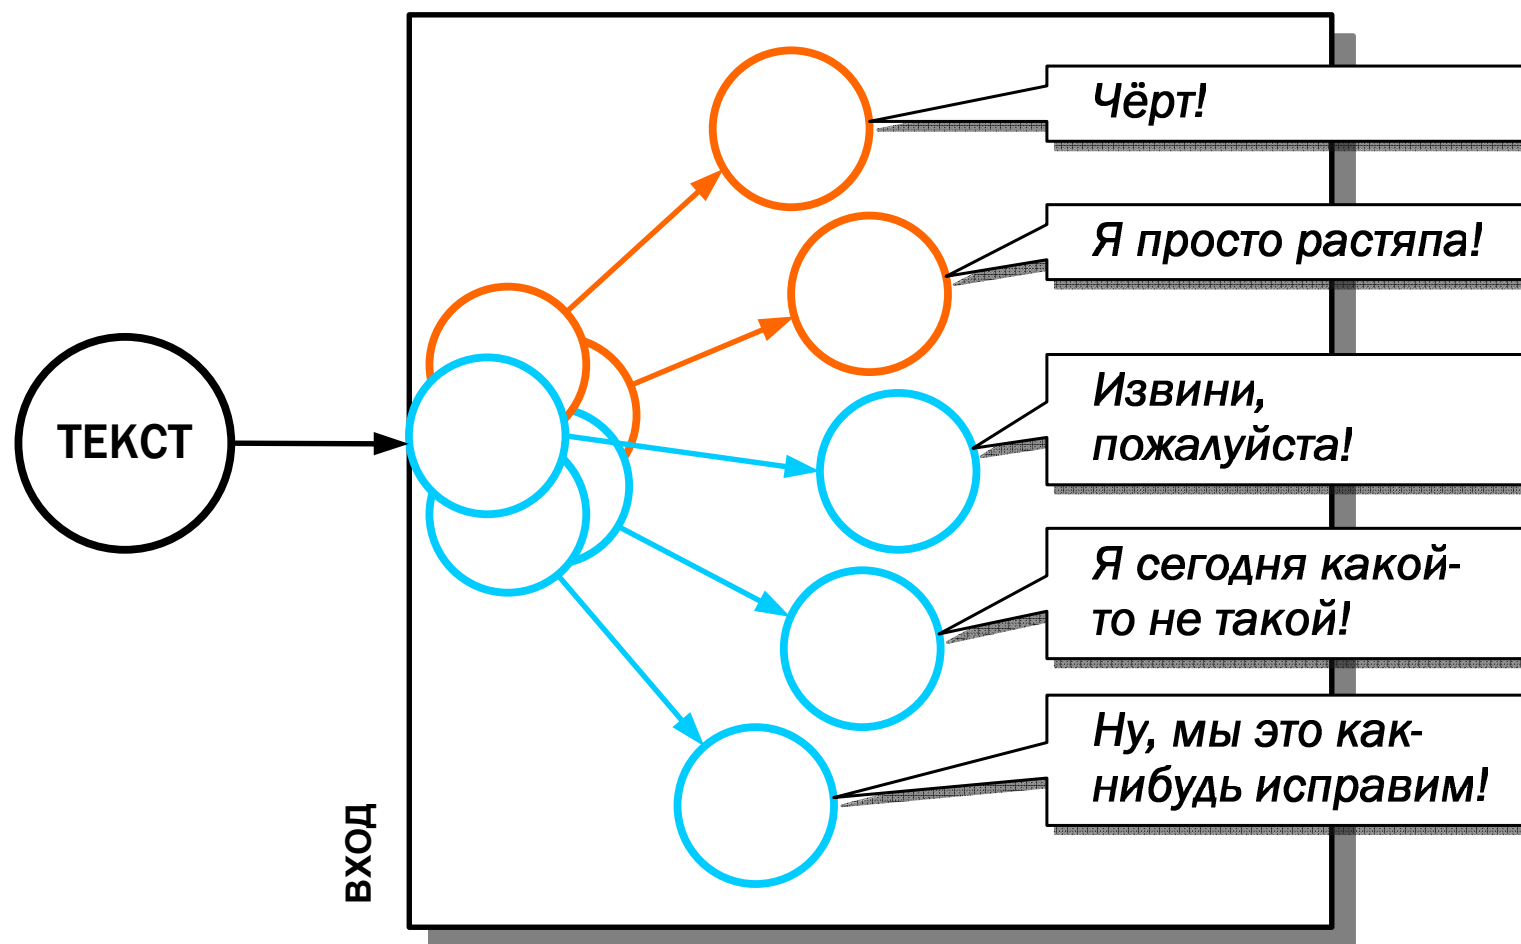 Чёрт!
Я просто растяпа!
ТЕКСТ
Извини,
пожалуйста!
Я сегодня какой-
то не такой!
Ну, мы это как-
нибудь исправим!
ВХОД